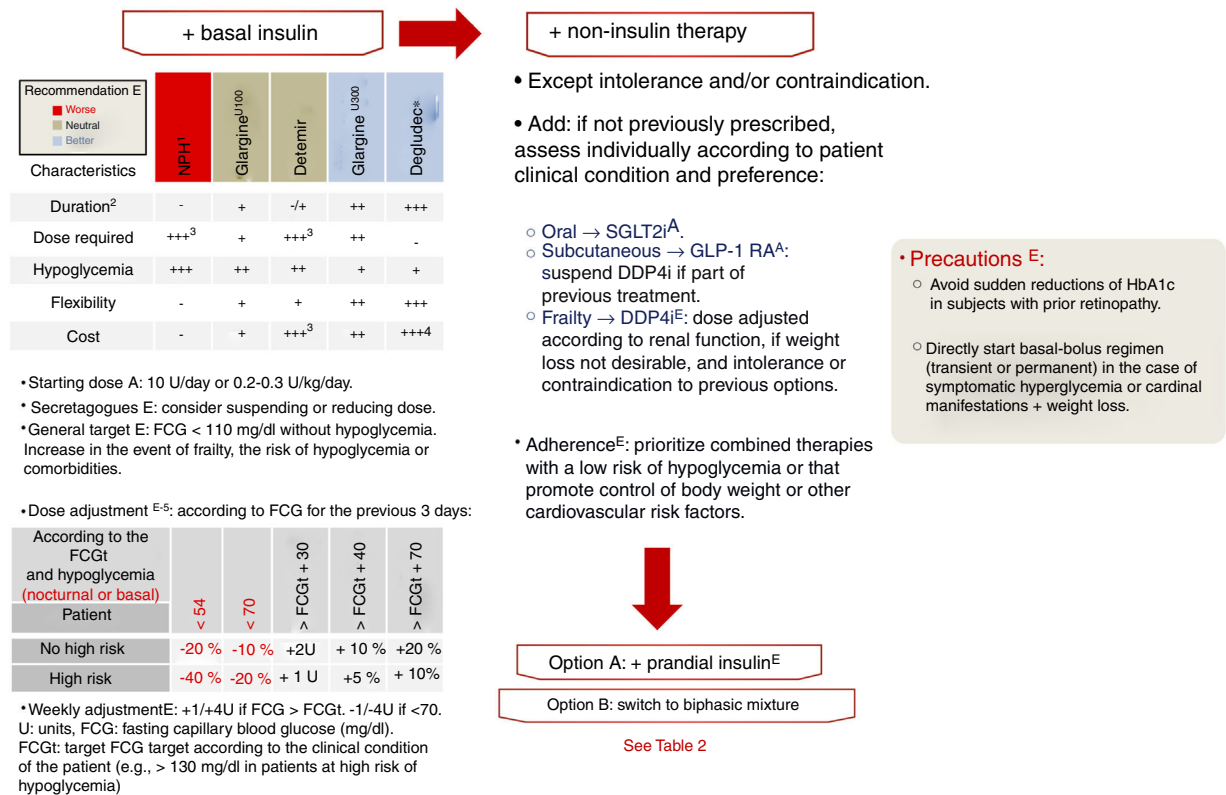 + basal insulin
+ non-insulin therapy
Recommendation E
Worse
Neutral
Better
Characteristics
NPH¹
Glargine U100
Detemir
Glargine U300
Degludec*
Duration² - + -/+ ++ +++
Dose required +++³ + +++³ ++ -
Hypoglycemia +++ ++ ++ + +
Flexibility - + + ++ +++
Cost - + +++³ ++ +++⁴
• Starting dose A: 10 U/day or 0.2-0.3 U/kg/day.
• Secretagogues E: consider suspending or reducing dose.
• General target E: FCG < 110 mg/dl without hypoglycemia.
Increase in the event of frailty, the risk of hypoglycemia or
comorbidities.
• Dose adjustment E-5: according to FCG for the previous 3 days:
According to the
FCGt
and hypoglycemia
(nocturnal or basal)
Patient
< 54
< 70
> FCGt + 30
> FCGt + 40
> FCGt + 70
No high risk -20 % -10 % +2U + 10 % +20 %
High risk -40 % -20 % + 1 U +5 % + 10%
• Weekly adjustmentE: +1/+4U if FCG > FCGt. -1/-4U if <70.
U: units, FCG: fasting capillary blood glucose (mg/dl).
FCGt: target FCG target according to the clinical condition
of the patient (e.g., > 130 mg/dl in patients at high risk of
hypoglycemia)
• Except intolerance and/or contraindication.
• Add: if not previously prescribed,
assess individually according to patient
clinical condition and preference:
○ Oral → SGLT2i A.
○ Subcutaneous → GLP-1 RA A:
suspend DDP4i if part of
previous treatment.
○ Frailty → DDP4i E: dose adjusted
according to renal function, if weight
loss not desirable, and intolerance or
contraindication to previous options.
• Adherence E: prioritize combined therapies
with a low risk of hypoglycemia or that
promote control of body weight or other
cardiovascular risk factors.
Option A: + prandial insulin E
Option B: switch to biphasic mixture
See Table 2
• Precautions E:
○ Avoid sudden reductions of HbA1c
in subjects with prior retinopathy.
○ Directly start basal-bolus regimen
(transient or permanent) in the case of
symptomatic hyperglycemia or cardinal
manifestations + weight loss.